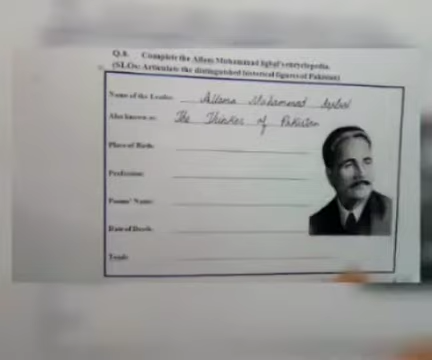 Q.8. Complete the Allama Muhammad Iqbal's encyclopedia.
(SLOs: Articulate the distinguished historical figures of Pakistan)
Name of the Leader: Allama Muhammad Iqbal
Also known as: The Thinker of Pakistan
Place of Birth:
Profession:
Poems' Name:
Date of Death:
Tomb: